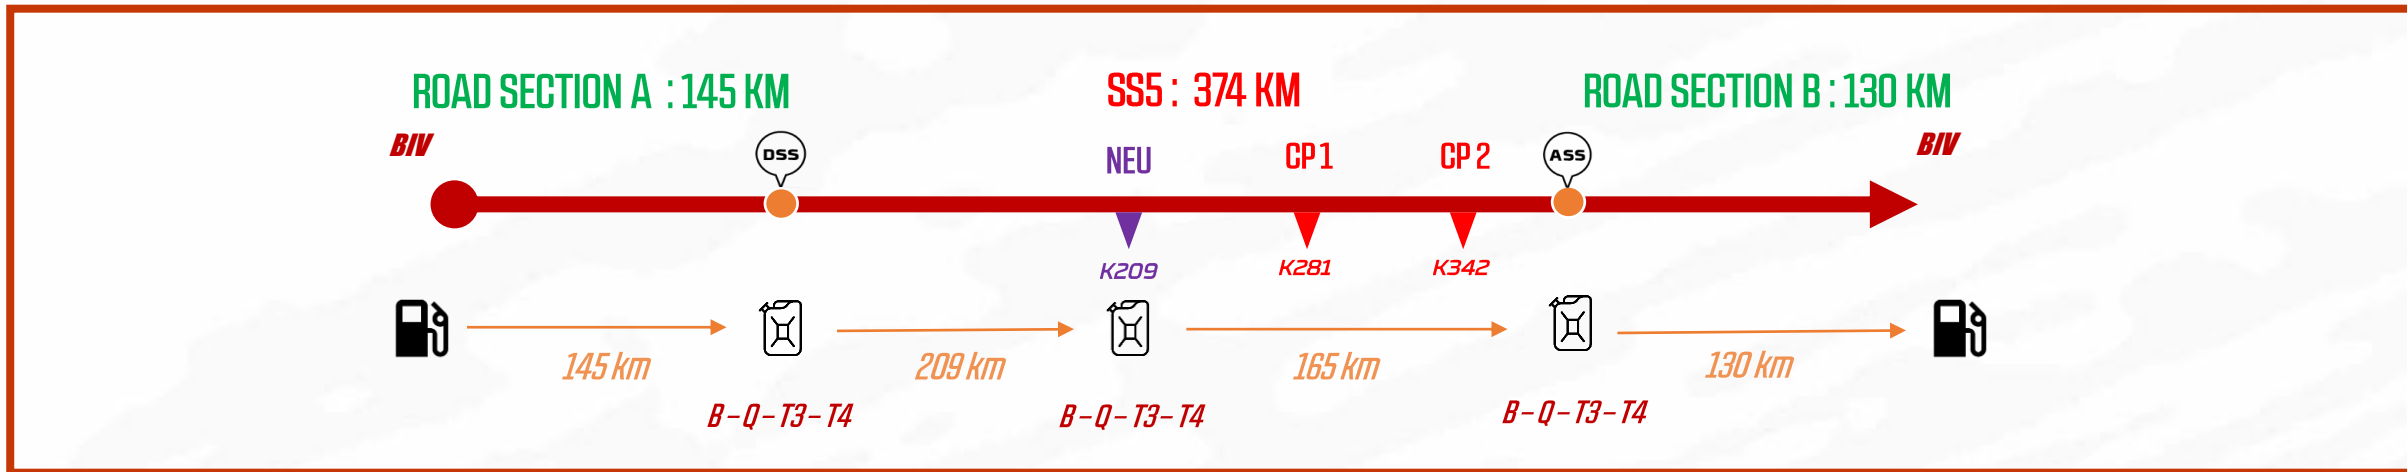 ROAD SECTION A : 145 KM
SS5 : 374 KM
ROAD SECTION B : 130 KM
BIV
DSS
NEU
CP 1
CP 2
ASS
BIV
K209
K281
K342
145 km
209 km
165 km
130 km
B – Q – T3 – T4
B – Q – T3 – T4
B – Q – T3 – T4